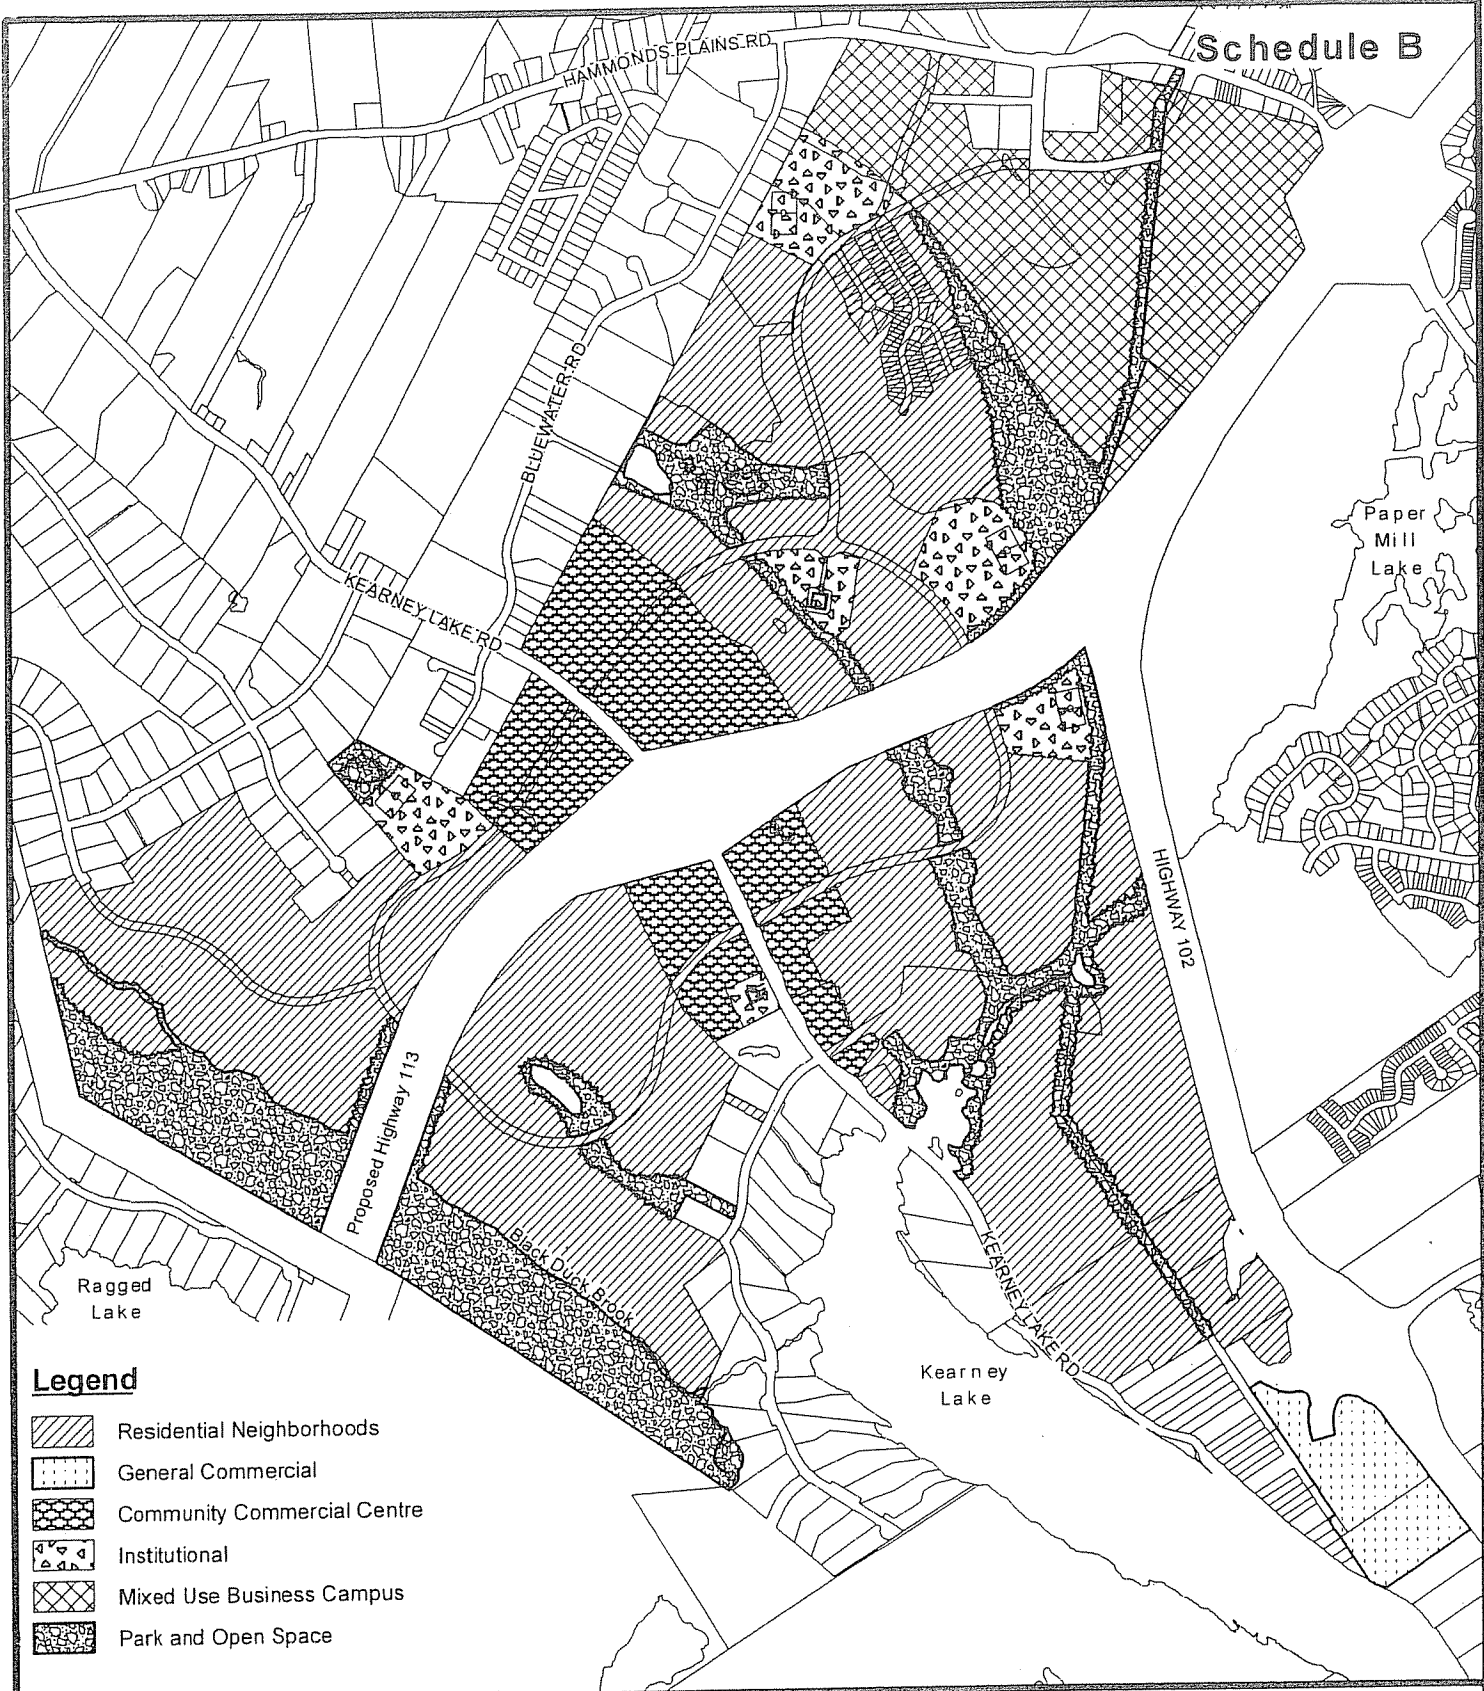 Schedule B
HAMMONDS PLAINS RD
BLUEWATER RD
KEARNEY LAKE RD
Paper
Mill
Lake
HIGHWAY 102
Proposed Highway 113
Black Duck Brook
KEARNEY LAKE RD
Ragged
Lake
Kearney
Lake
Legend
Residential Neighborhoods
General Commercial
Community Commercial Centre
Institutional
Mixed Use Business Campus
Park and Open Space